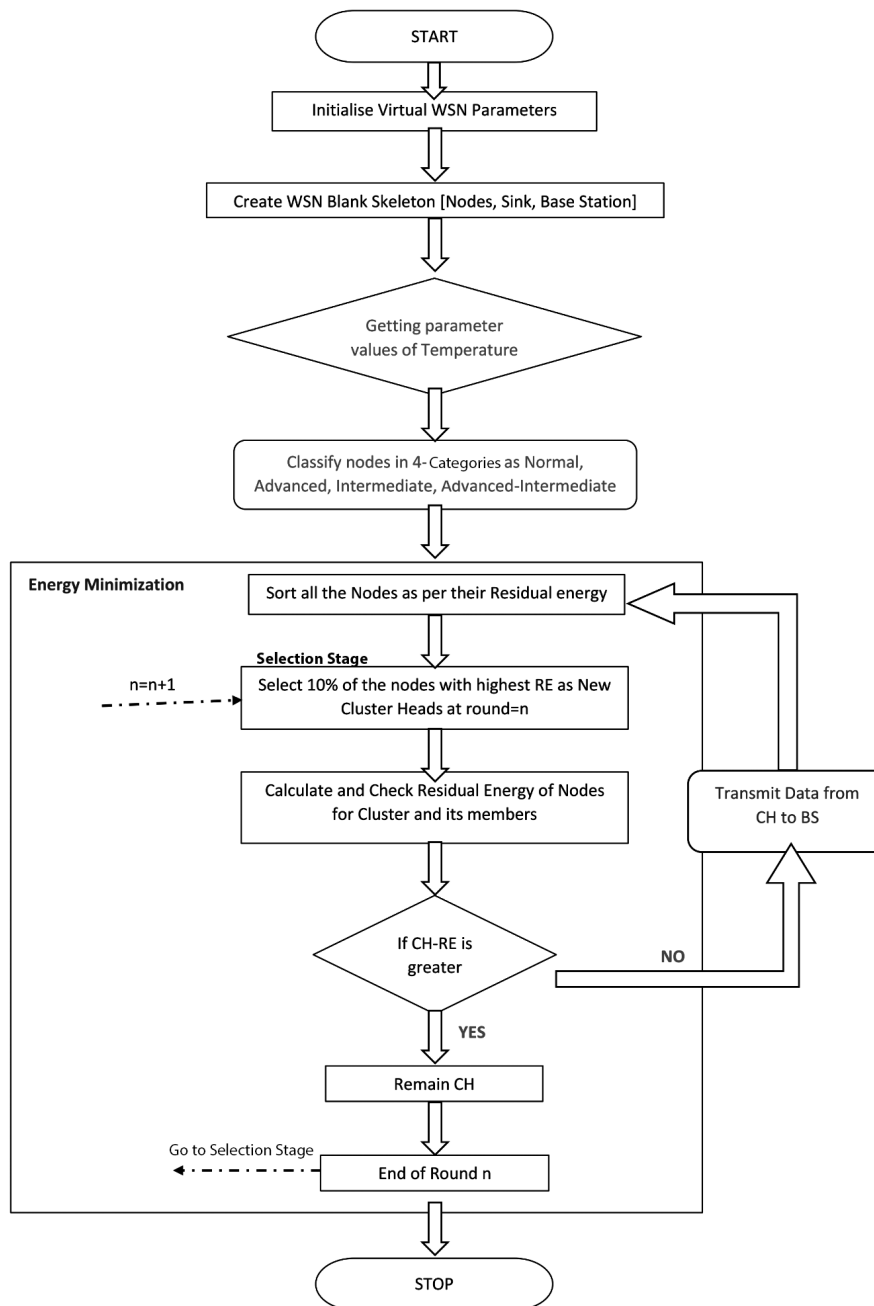 START
Initialise Virtual WSN Parameters
Create WSN Blank Skeleton [Nodes, Sink, Base Station]
Getting parameter
values of Temperature
Classify nodes in 4-Categories as Normal,
Advanced, Intermediate, Advanced-Intermediate
Energy Minimization
Sort all the Nodes as per their Residual energy
Selection Stage
n=n+1
Select 10% of the nodes with highest RE as New
Cluster Heads at round=n
Calculate and Check Residual Energy of Nodes
for Cluster and its members
Transmit Data from
CH to BS
If CH-RE is
greater
NO
YES
Remain CH
Go to Selection Stage
End of Round n
STOP